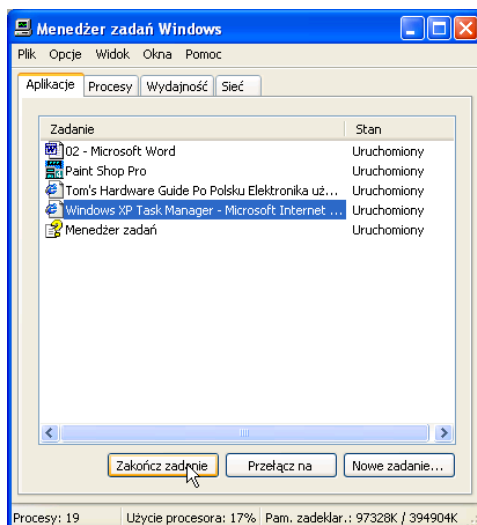 Menedżer zadań Windows
Plik Opcje Widok Okna Pomoc
Aplikacje Procesy Wydajność Sieć
Zadanie Stan
02 - Microsoft Word Uruchomiony
Paint Shop Pro Uruchomiony
Tom's Hardware Guide Po Polsku Elektronika uż... Uruchomiony
Windows XP Task Manager - Microsoft Internet ... Uruchomiony
Menedżer zadań Uruchomiony
Zakończ zadanie Przełącz na Nowe zadanie...
Procesy: 19 Użycie procesora: 17% Pam. zadeklar.: 97328K / 394904K